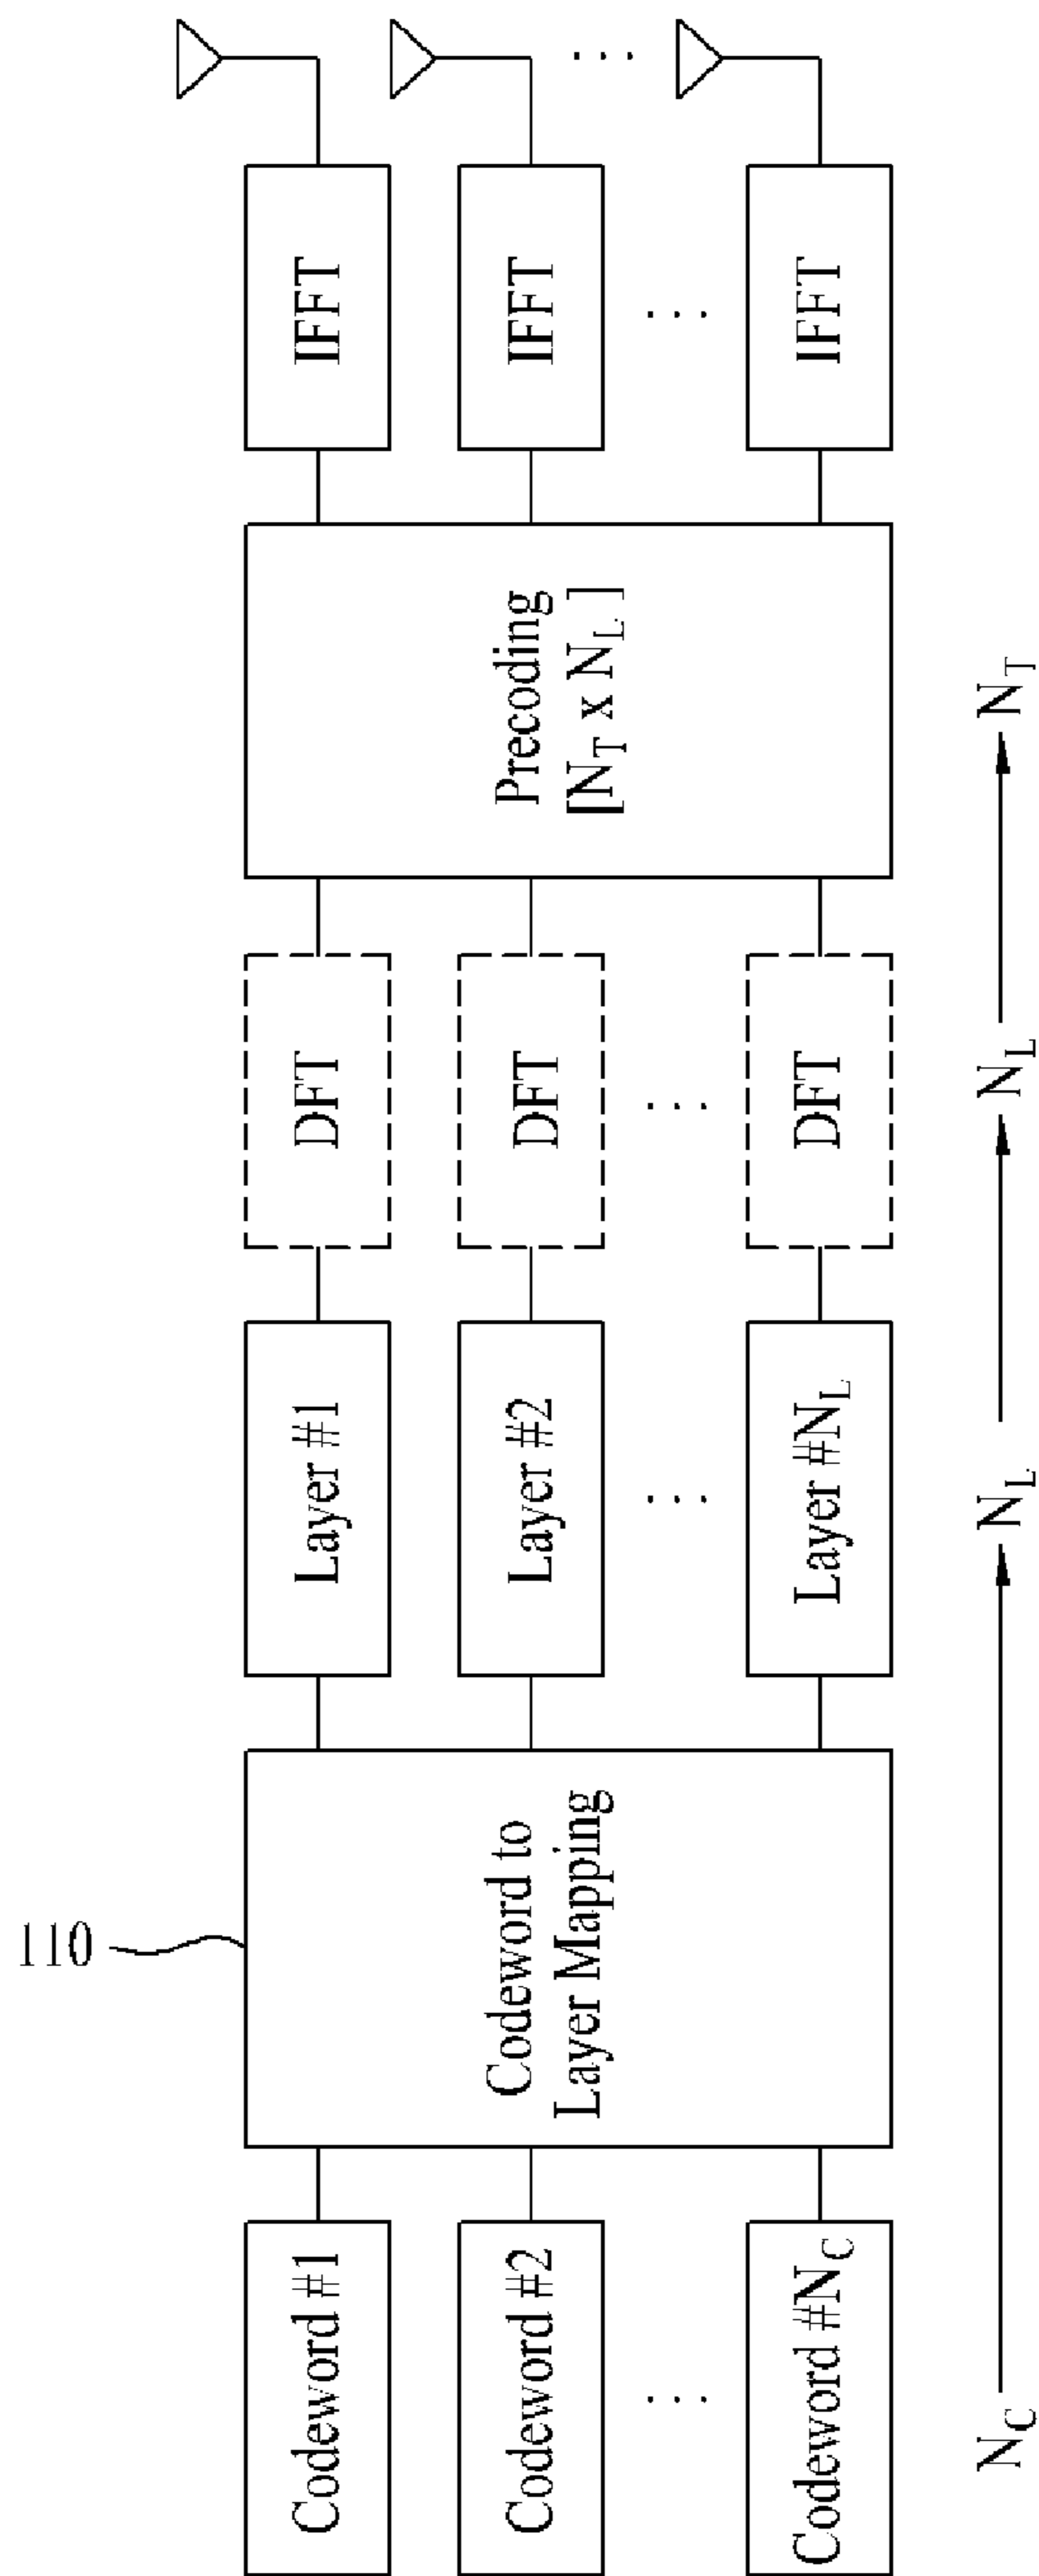 Codeword #1
Codeword #2
...
Codeword #N_C
110
Codeword to
Layer Mapping
Layer #1
Layer #2
...
Layer #N_L
DFT
DFT
...
DFT
Precoding
[N_T x N_L]
IFFT
IFFT
...
IFFT
...
N_C
N_L
N_L
N_T